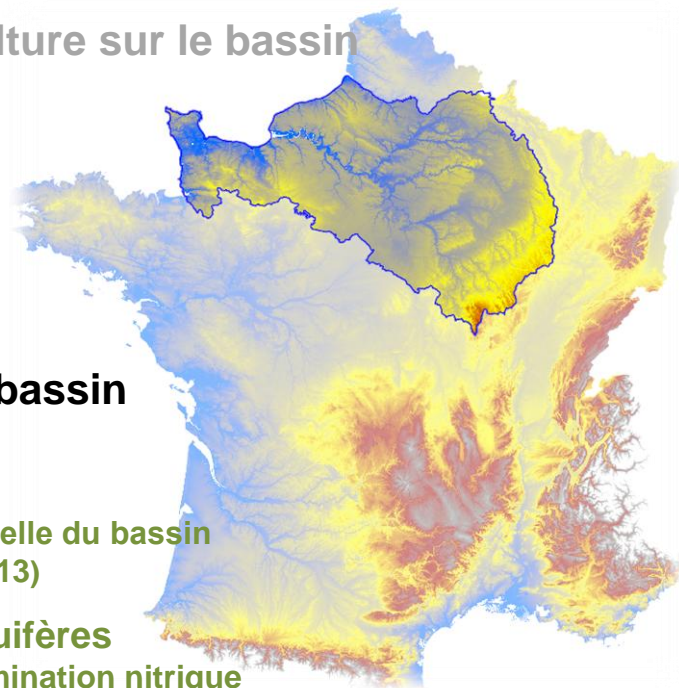 lture sur le bassin
bassin
elle du bassin
13)
uifères
mination nitrique